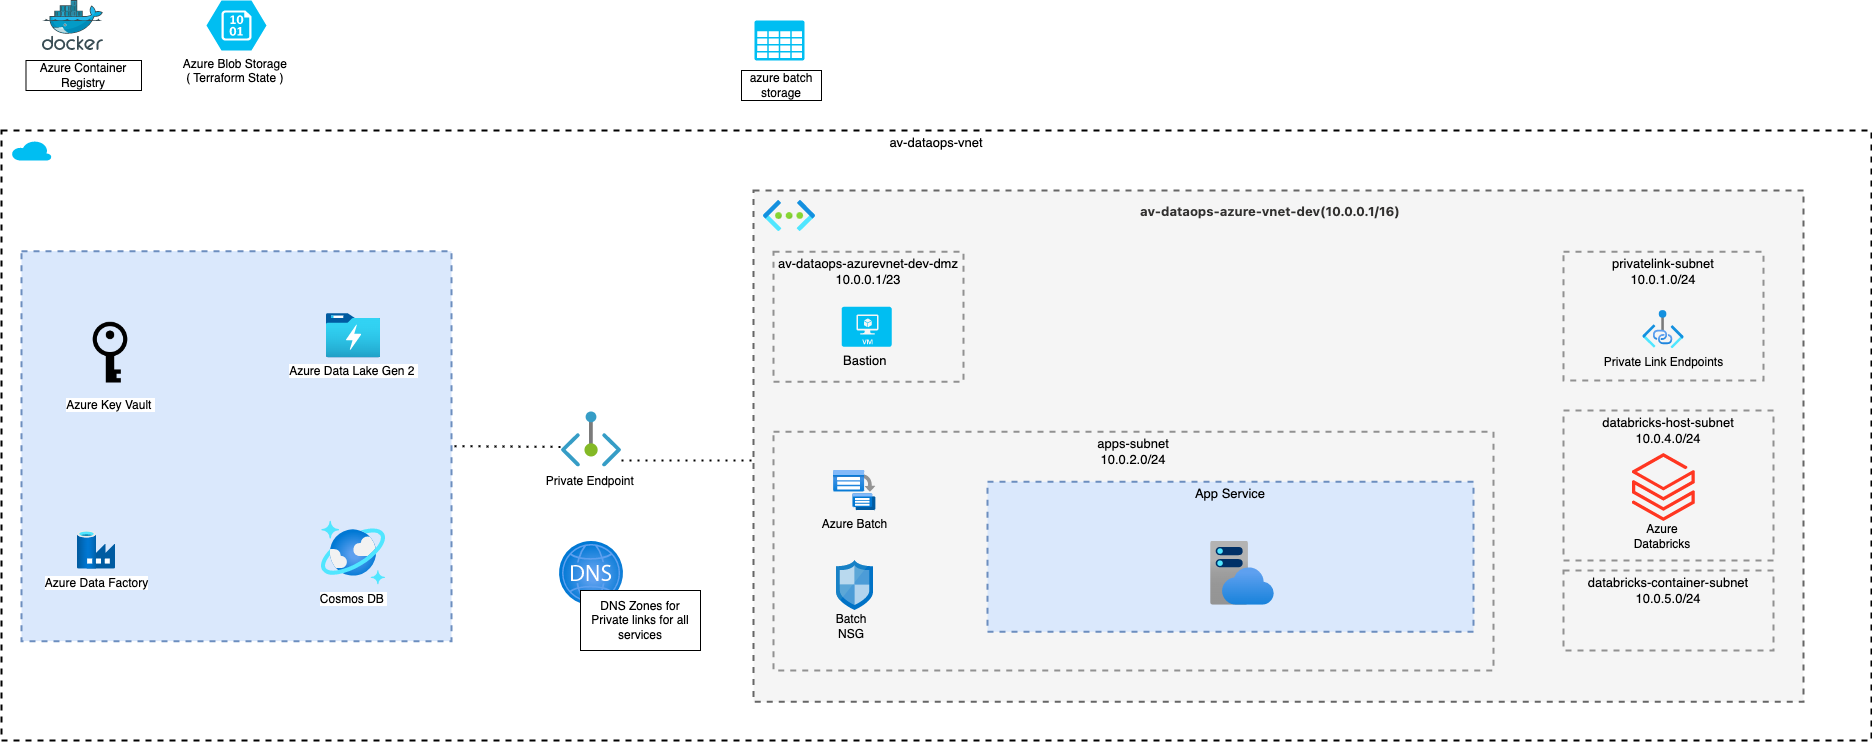 docker
Azure Container
Registry
10
01
Azure Blob Storage
( Terraform State )
azure batch
storage
av-dataops-vnet
av-dataops-azure-vnet-dev(10.0.0.1/16)
av-dataops-azurevnet-dev-dmz
10.0.0.1/23
VM
Bastion
privatelink-subnet
10.0.1.0/24
Private Link Endpoints
Azure Key Vault
Azure Data Lake Gen 2
Azure Data Factory
Cosmos DB
Private Endpoint
DNS
DNS Zones for
Private links for all
services
apps-subnet
10.0.2.0/24
Azure Batch
Batch
NSG
App Service
databricks-host-subnet
10.0.4.0/24
Azure
Databricks
databricks-container-subnet
10.0.5.0/24